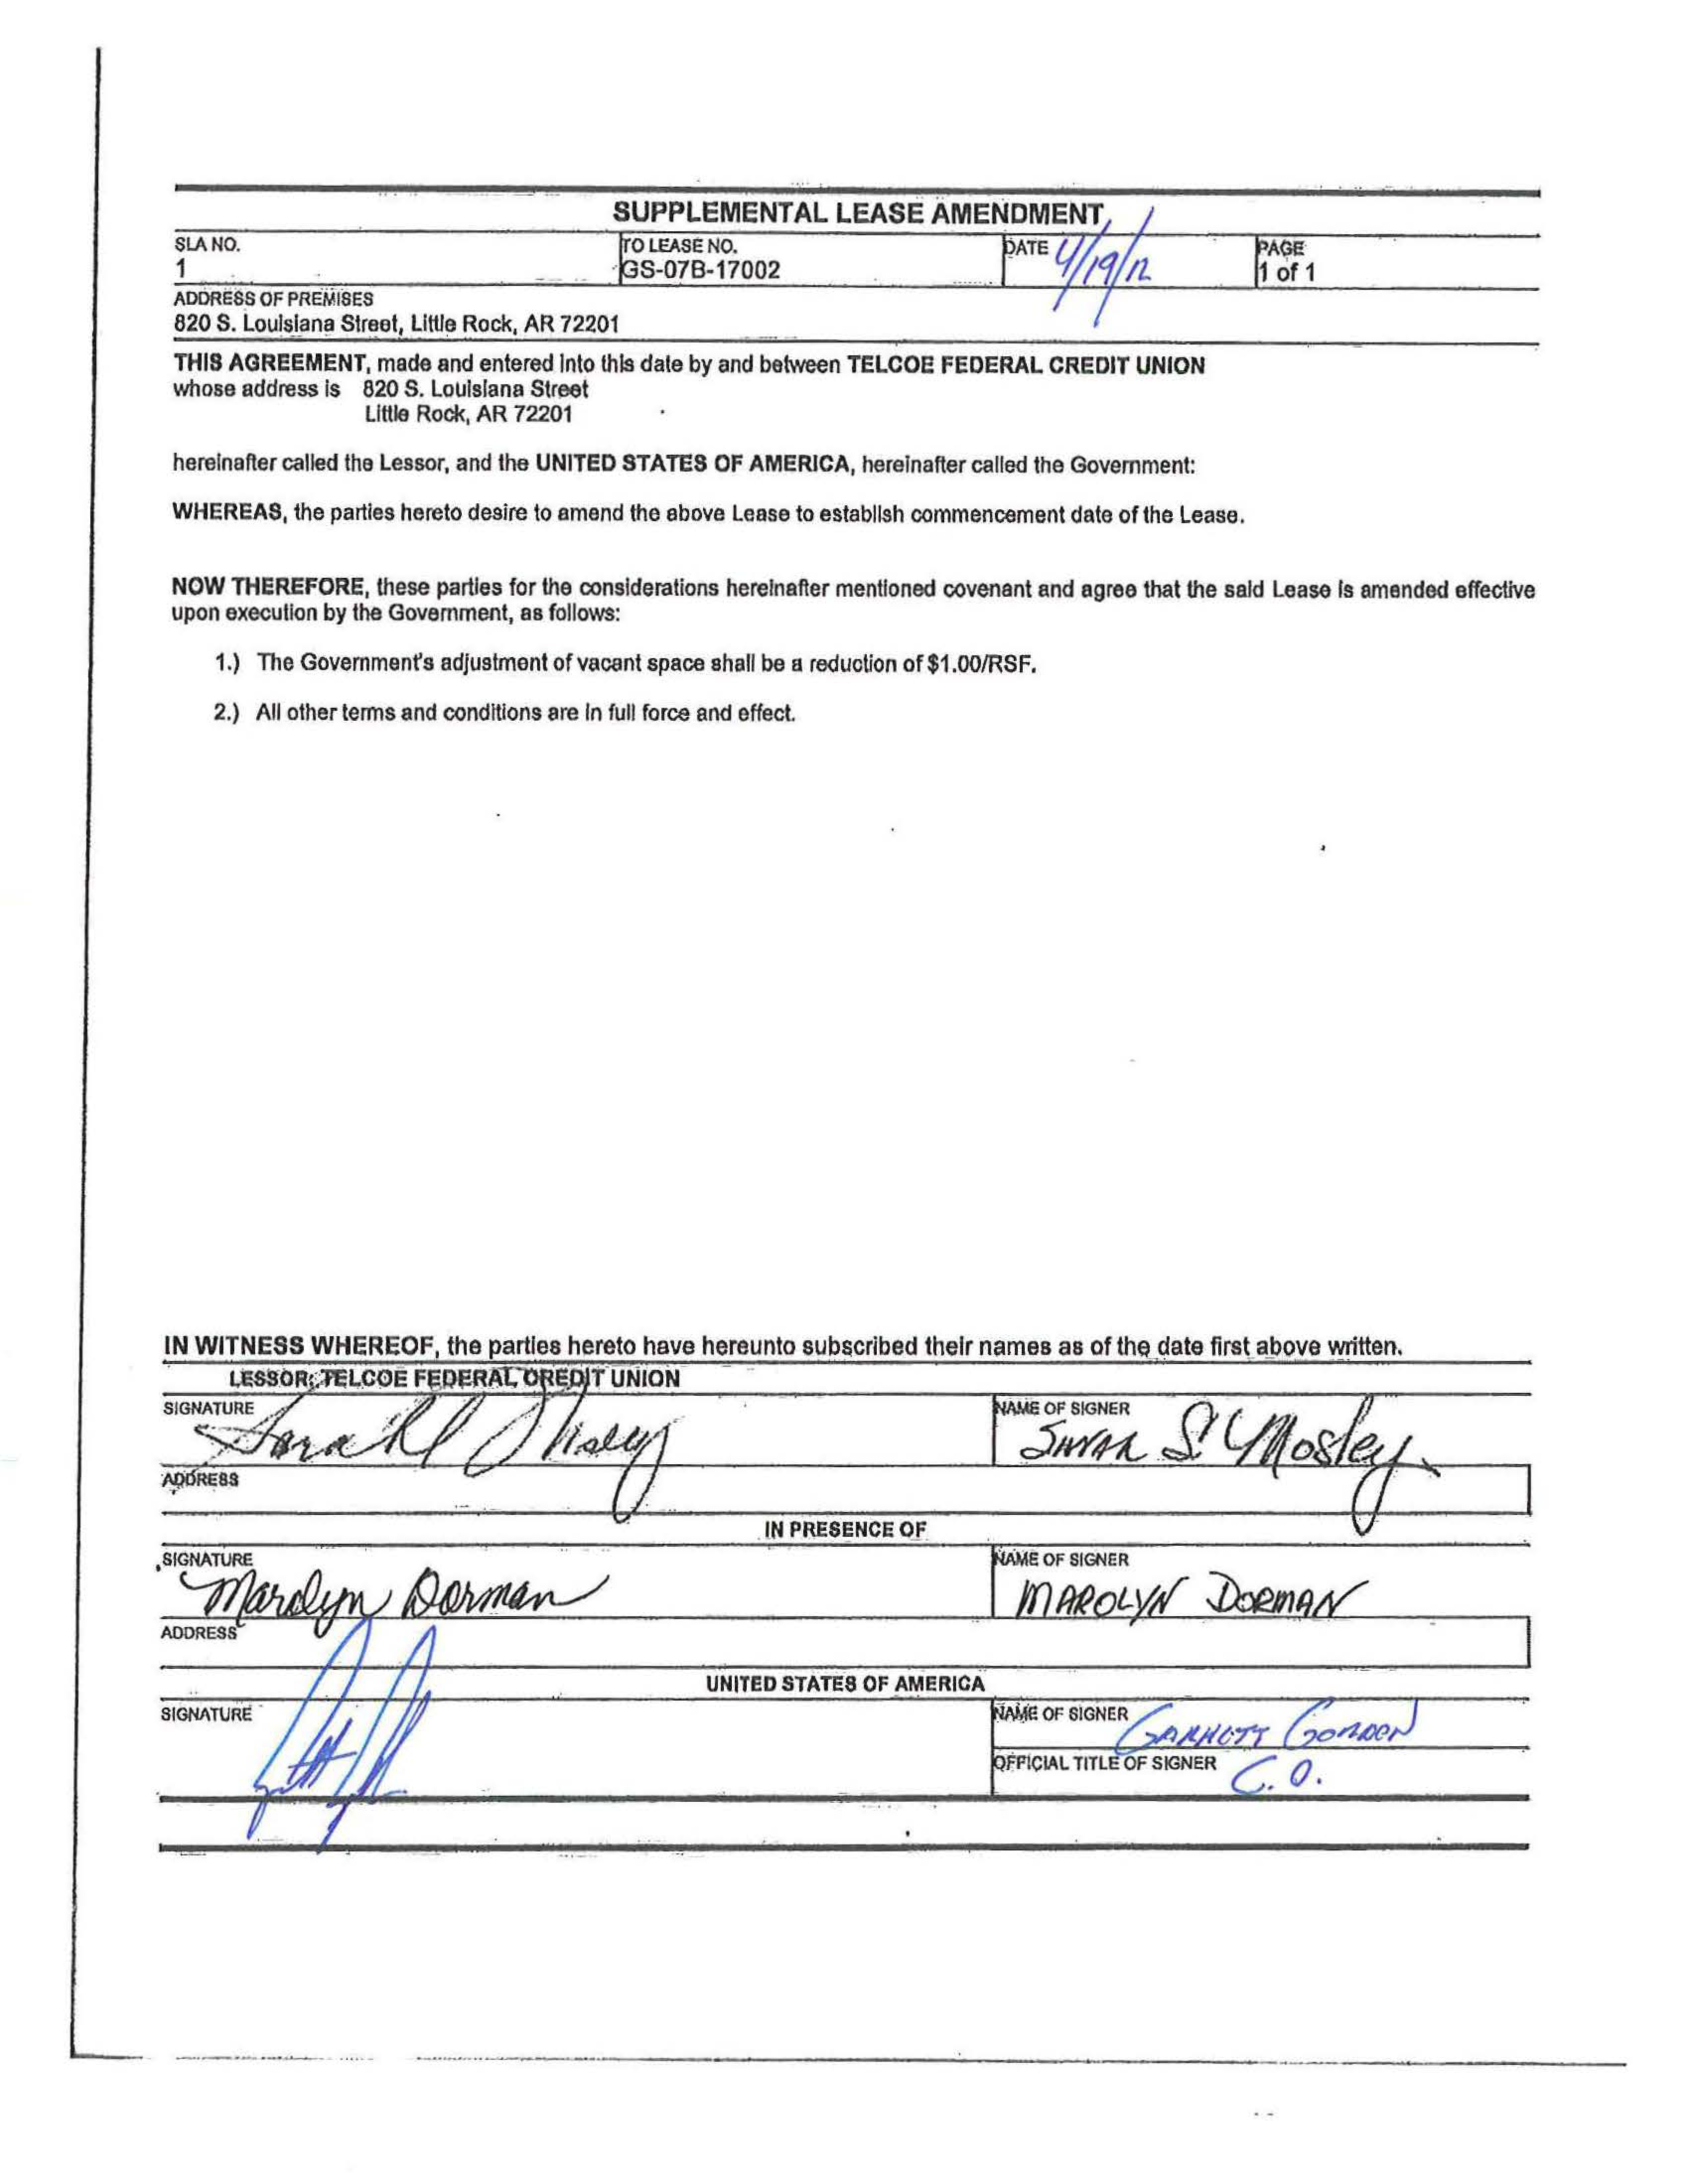 SUPPLEMENTAL LEASE AMENDMENT
SLA NO. TO LEASE NO. DATE 4/19/12 PAGE
1 GS-07B-17002 1 of 1
ADDRESS OF PREMISES
820 S. Louisiana Street, Little Rock, AR 72201
THIS AGREEMENT, made and entered into this date by and between TELCOE FEDERAL CREDIT UNION
whose address is 820 S. Louisiana Street
Little Rock, AR 72201
hereinafter called the Lessor, and the UNITED STATES OF AMERICA, hereinafter called the Government:
WHEREAS, the parties hereto desire to amend the above Lease to establish commencement date of the Lease.
NOW THEREFORE, these parties for the considerations hereinafter mentioned covenant and agree that the said Lease is amended effective
upon execution by the Government, as follows:
1.) The Government's adjustment of vacant space shall be a reduction of $1.00/RSF.
2.) All other terms and conditions are in full force and effect.
IN WITNESS WHEREOF, the parties hereto have hereunto subscribed their names as of the date first above written.
LESSOR: TELCOE FEDERAL CREDIT UNION
SIGNATURE NAME OF SIGNER
S. Mosley
ADDRESS
IN PRESENCE OF
SIGNATURE NAME OF SIGNER
Marolyn Dorman MAROLYN DORMAN
ADDRESS
UNITED STATES OF AMERICA
SIGNATURE NAME OF SIGNER GARRETT GORDON
OFFICIAL TITLE OF SIGNER C.O.